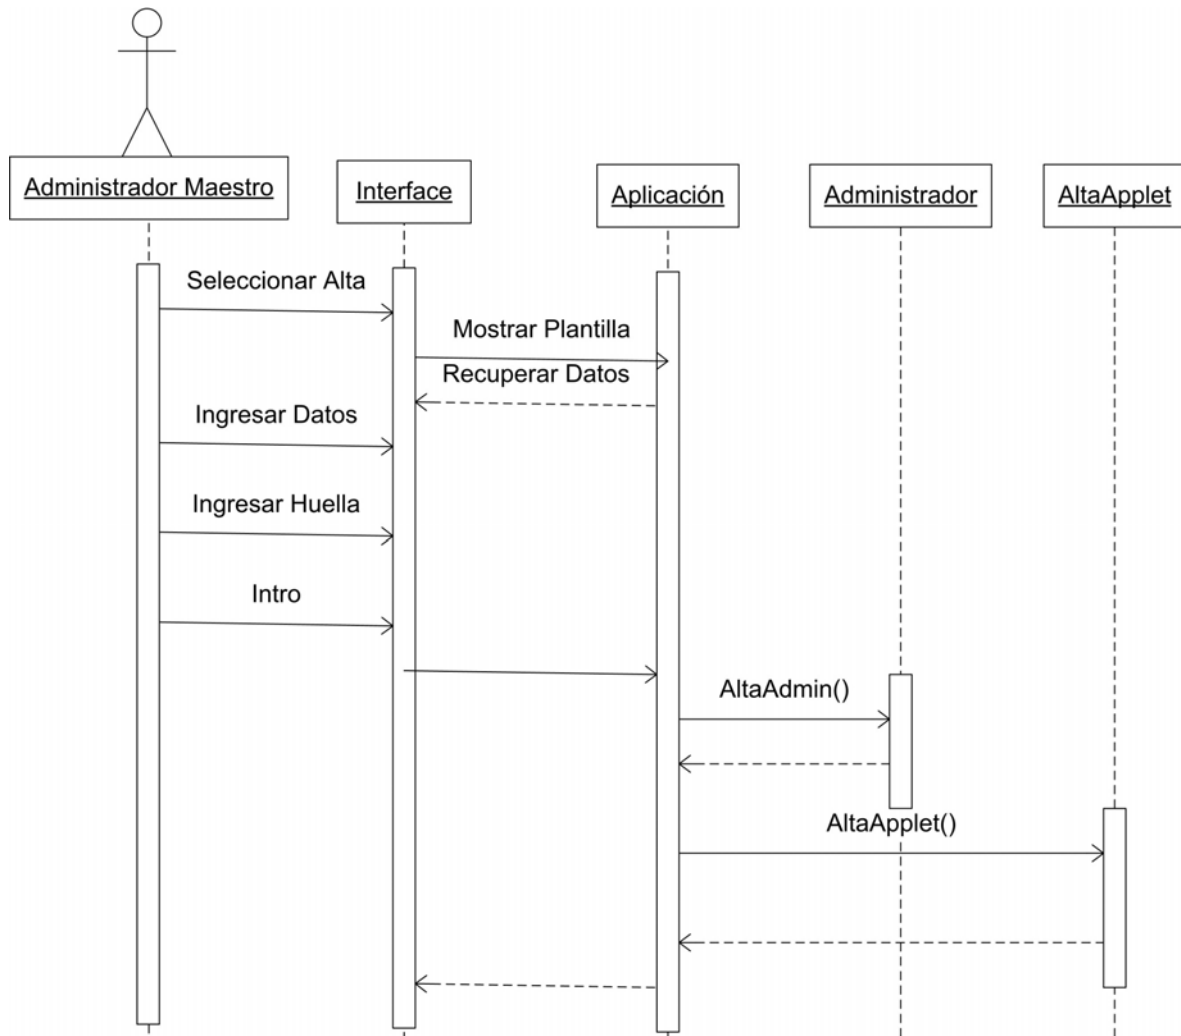 Administrador Maestro
Interface
Aplicación
Administrador
AltaApplet
Seleccionar Alta
Mostrar Plantilla
Recuperar Datos
Ingresar Datos
Ingresar Huella
Intro
AltaAdmin()
AltaApplet()